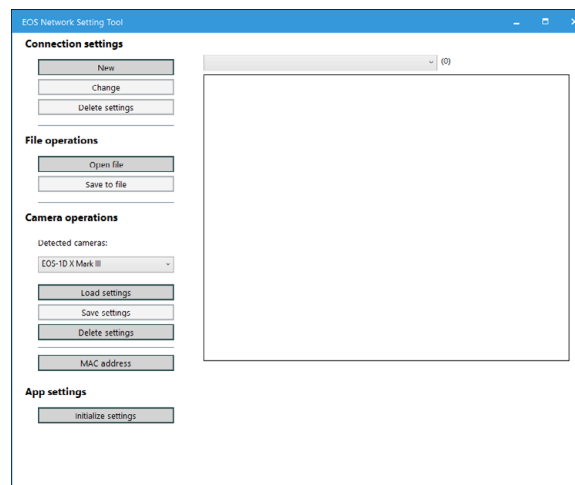 EOS Network Setting Tool
Connection settings
New
Change
Delete settings
(0)
File operations
Open file
Save to file
Camera operations
Detected cameras:
EOS-1D X Mark
Load settings
Save settings
Delete settings
MAC address
App settings
Initialize settings